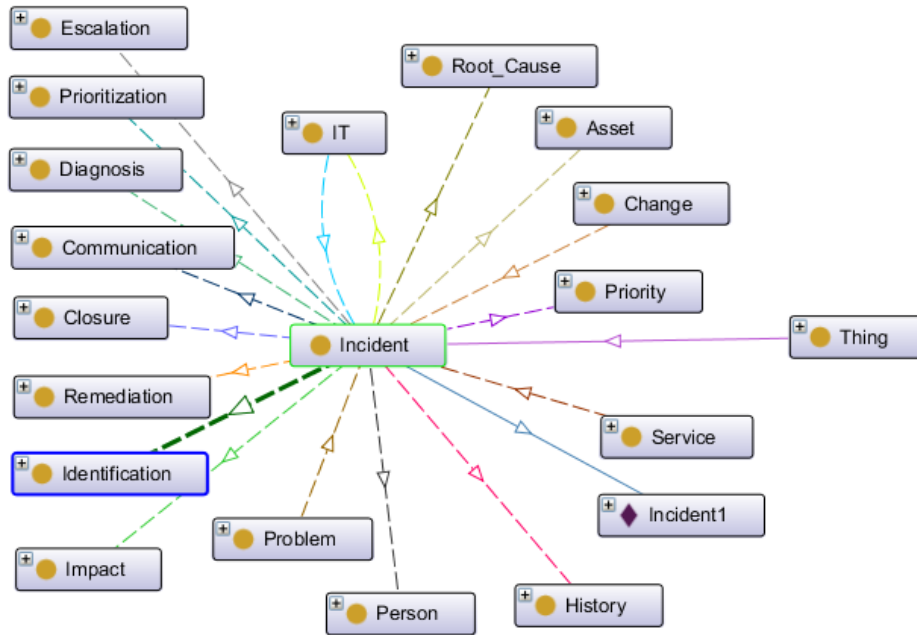 Escalation
Root_Cause
Prioritization
IT
Asset
Diagnosis
Change
Communication
Priority
Closure
Incident
Thing
Remediation
Service
Identification
Incident1
Problem
Impact
Person
History